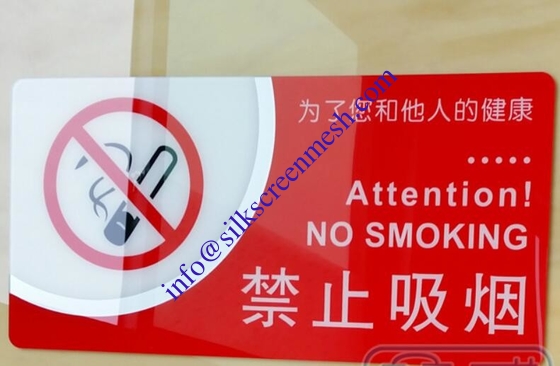 为了您和他人的健康
.....
Attention!
NO SMOKING
禁止吸烟
info@silkscreenmesh.com